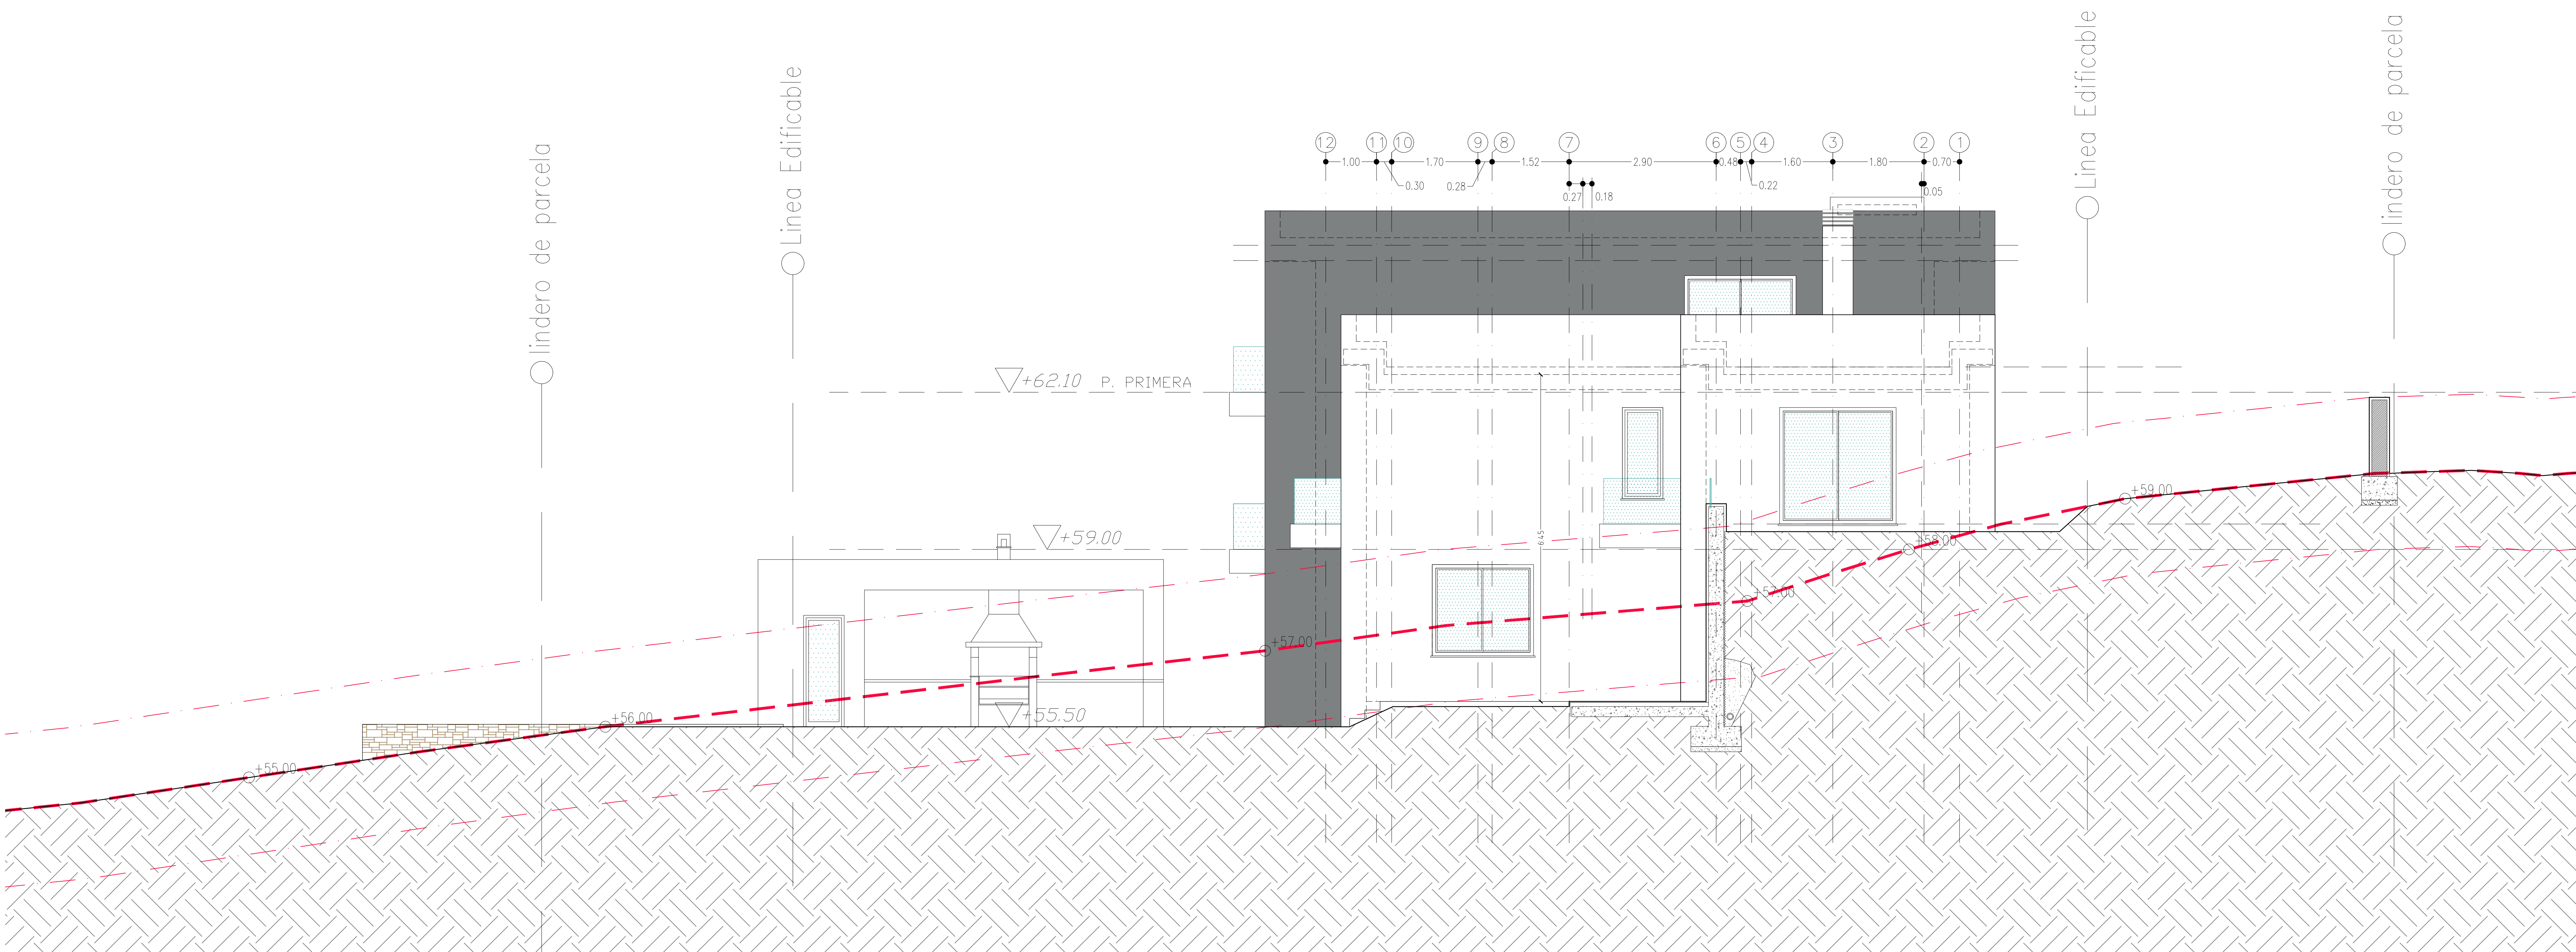 lindero de parcela
Linea Edificable
Linea Edificable
lindero de parcela
12 11 10 9 8 7 6 5 4 3 2 1
1.00 1.70 1.52 2.90 0.48 1.60 1.80 0.70
0.30 0.28 0.22
0.27 0.18 0.05
+62.10 P. PRIMERA
+59.00
+59.00
6.45
+58.00
+57.00
+57.00
+55.50
+56.00
+55.00